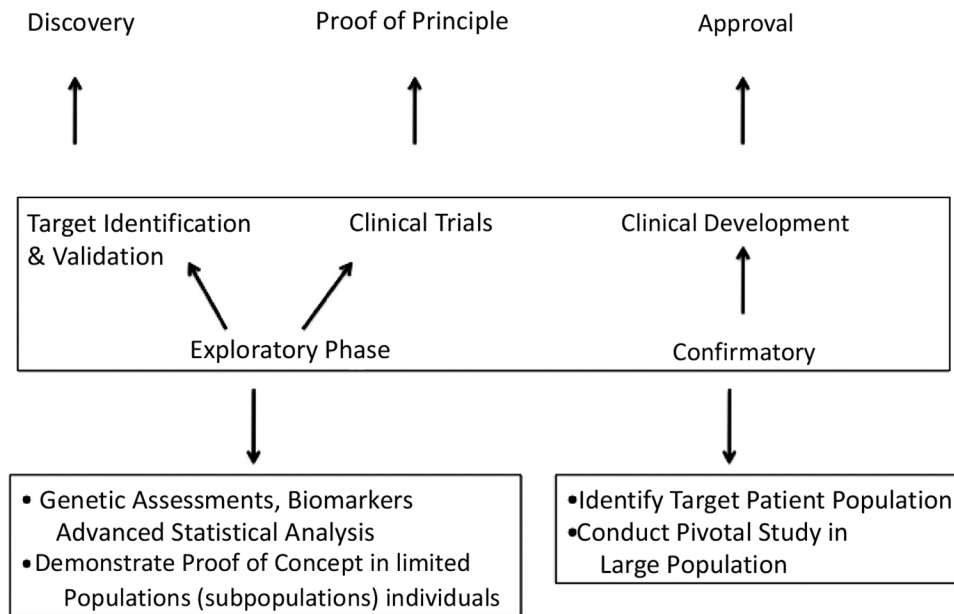 Discovery
Proof of Principle
Approval
Target Identification
& Validation
Clinical Trials
Clinical Development
Exploratory Phase
Confirmatory
• Genetic Assessments, Biomarkers
Advanced Statistical Analysis
• Demonstrate Proof of Concept in limited
Populations (subpopulations) individuals
•Identify Target Patient Population
•Conduct Pivotal Study in
Large Population